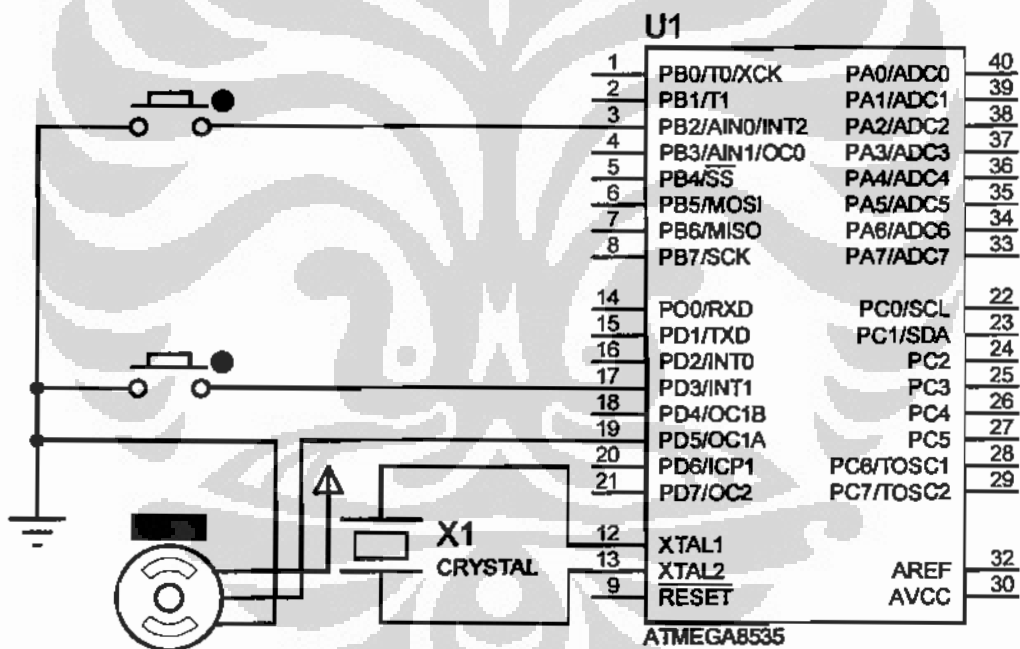 U1
1 PB0/T0/XCK PA0/ADC0 40
2 PB1/T1 PA1/ADC1 39
3 PB2/AIN0/INT2 PA2/ADC2 38
4 PB3/AIN1/OC0 PA3/ADC3 37
5 PB4/SS PA4/ADC4 36
6 PB5/MOSI PA5/ADC5 35
7 PB6/MISO PA6/ADC6 34
8 PB7/SCK PA7/ADC7 33
14 PO0/RXD PC0/SCL 22
15 PD1/TXD PC1/SDA 23
16 PD2/INT0 PC2 24
17 PD3/INT1 PC3 25
18 PD4/OC1B PC4 26
19 PD5/OC1A PC5 27
20 PD6/ICP1 PC6/TOSC1 28
21 PD7/OC2 PC7/TOSC2 29
X1
CRYSTAL
12 XTAL1
13 XTAL2 AREF 32
9 RESET AVCC 30
ATMEGA8535